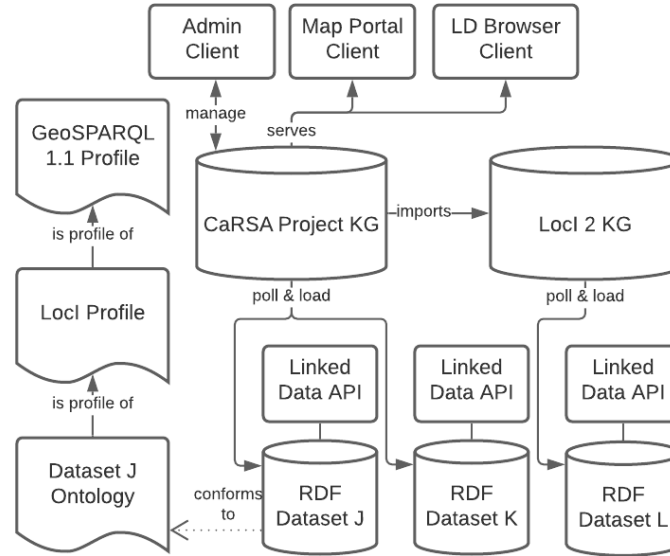 Admin
Client
Map Portal
Client
LD Browser
Client
manage
serves
GeoSPARQL
1.1 Profile
CaRSA Project KG
imports
LocI 2 KG
is profile of
LocI Profile
poll & load
poll & load
is profile of
Linked
Data API
Linked
Data API
Linked
Data API
Dataset J
Ontology
conforms
to
RDF
Dataset J
RDF
Dataset K
RDF
Dataset L